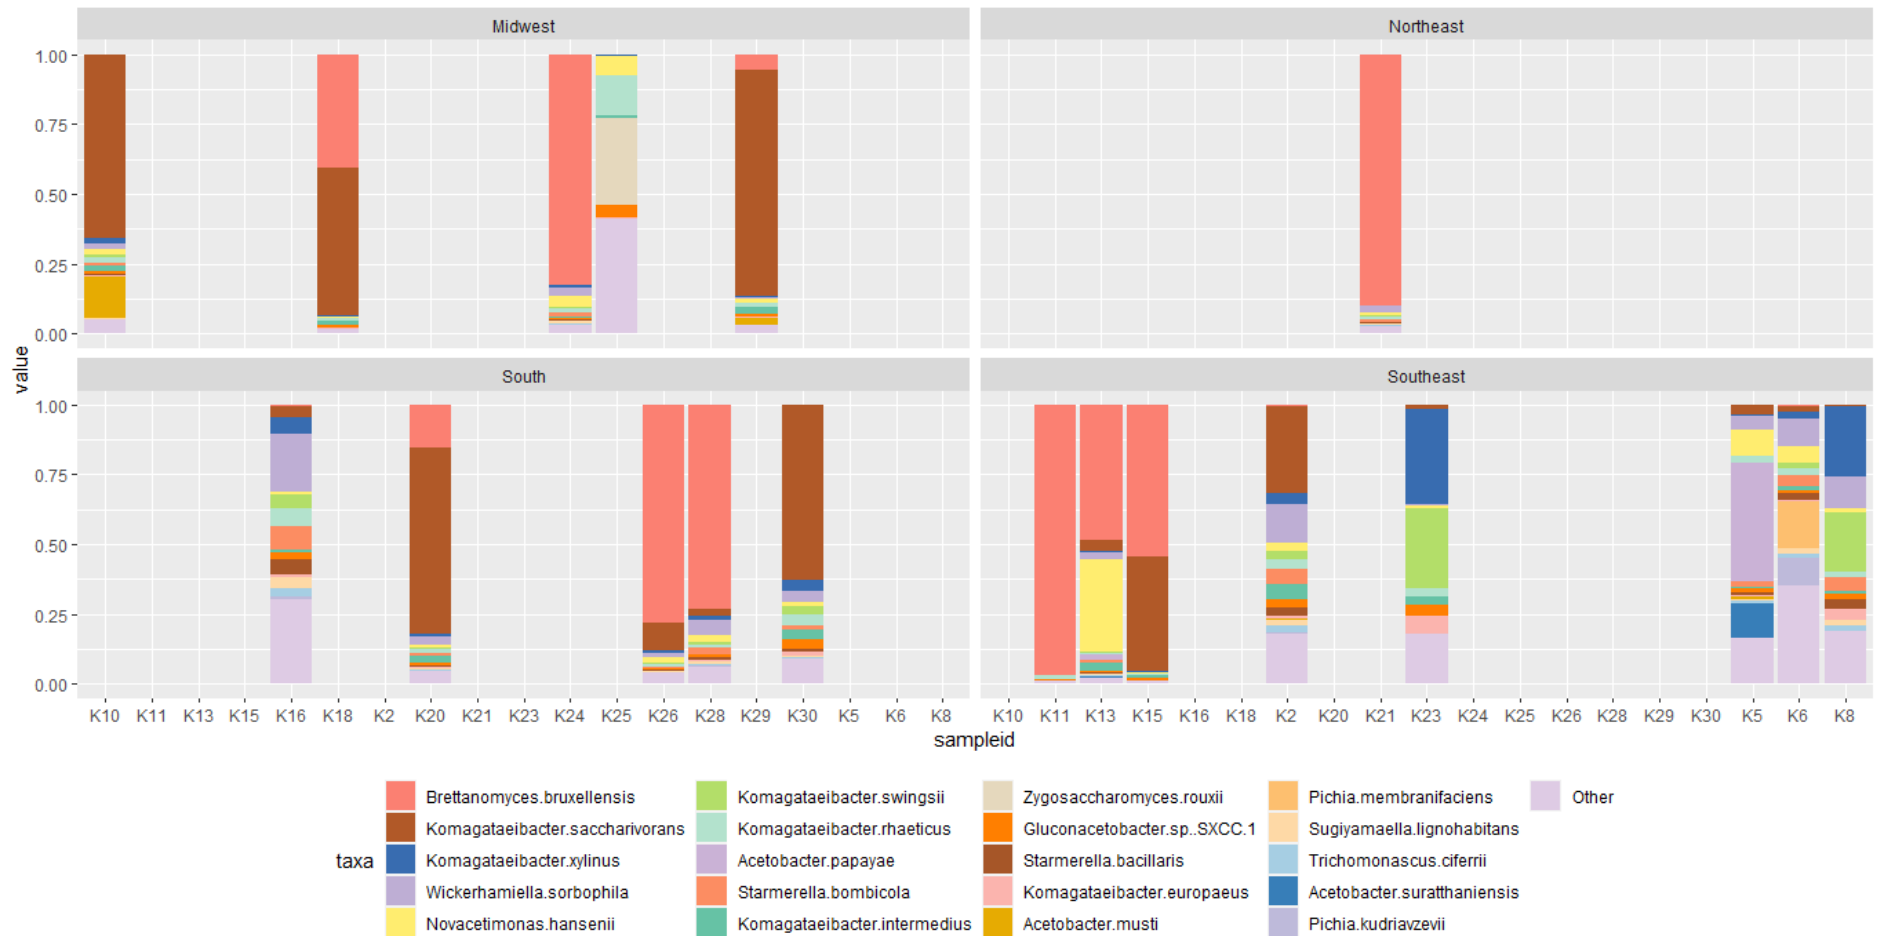 Midwest Northeast
1.00
0.75
0.50
0.25
0.00
value
South Southeast
1.00
0.75
0.50
0.25
0.00
K10 K11 K13 K15 K16 K18 K2 K20 K21 K23 K24 K25 K26 K28 K29 K30 K5 K6 K8 K10 K11 K13 K15 K16 K18 K2 K20 K21 K23 K24 K25 K26 K28 K29 K30 K5 K6 K8
sampleid
taxa
Brettanomyces.bruxellensis Komagataeibacter.swingsii Zygosaccharomyces.rouxii Pichia.membranifaciens Other
Komagataeibacter.saccharivorans Komagataeibacter.rhaeticus Gluconacetobacter.sp..SXCC.1 Sugiyamaella.lignohabitans
Komagataeibacter.xylinus Acetobacter.papayae Starmerella.bacillaris Trichomonascus.ciferrii
Wickerhamiella.sorbophila Starmerella.bombicola Komagataeibacter.europaeus Acetobacter.suratthaniensis
Novacetimonas.hansenii Komagataeibacter.intermedius Acetobacter.musti Pichia.kudriavzevii